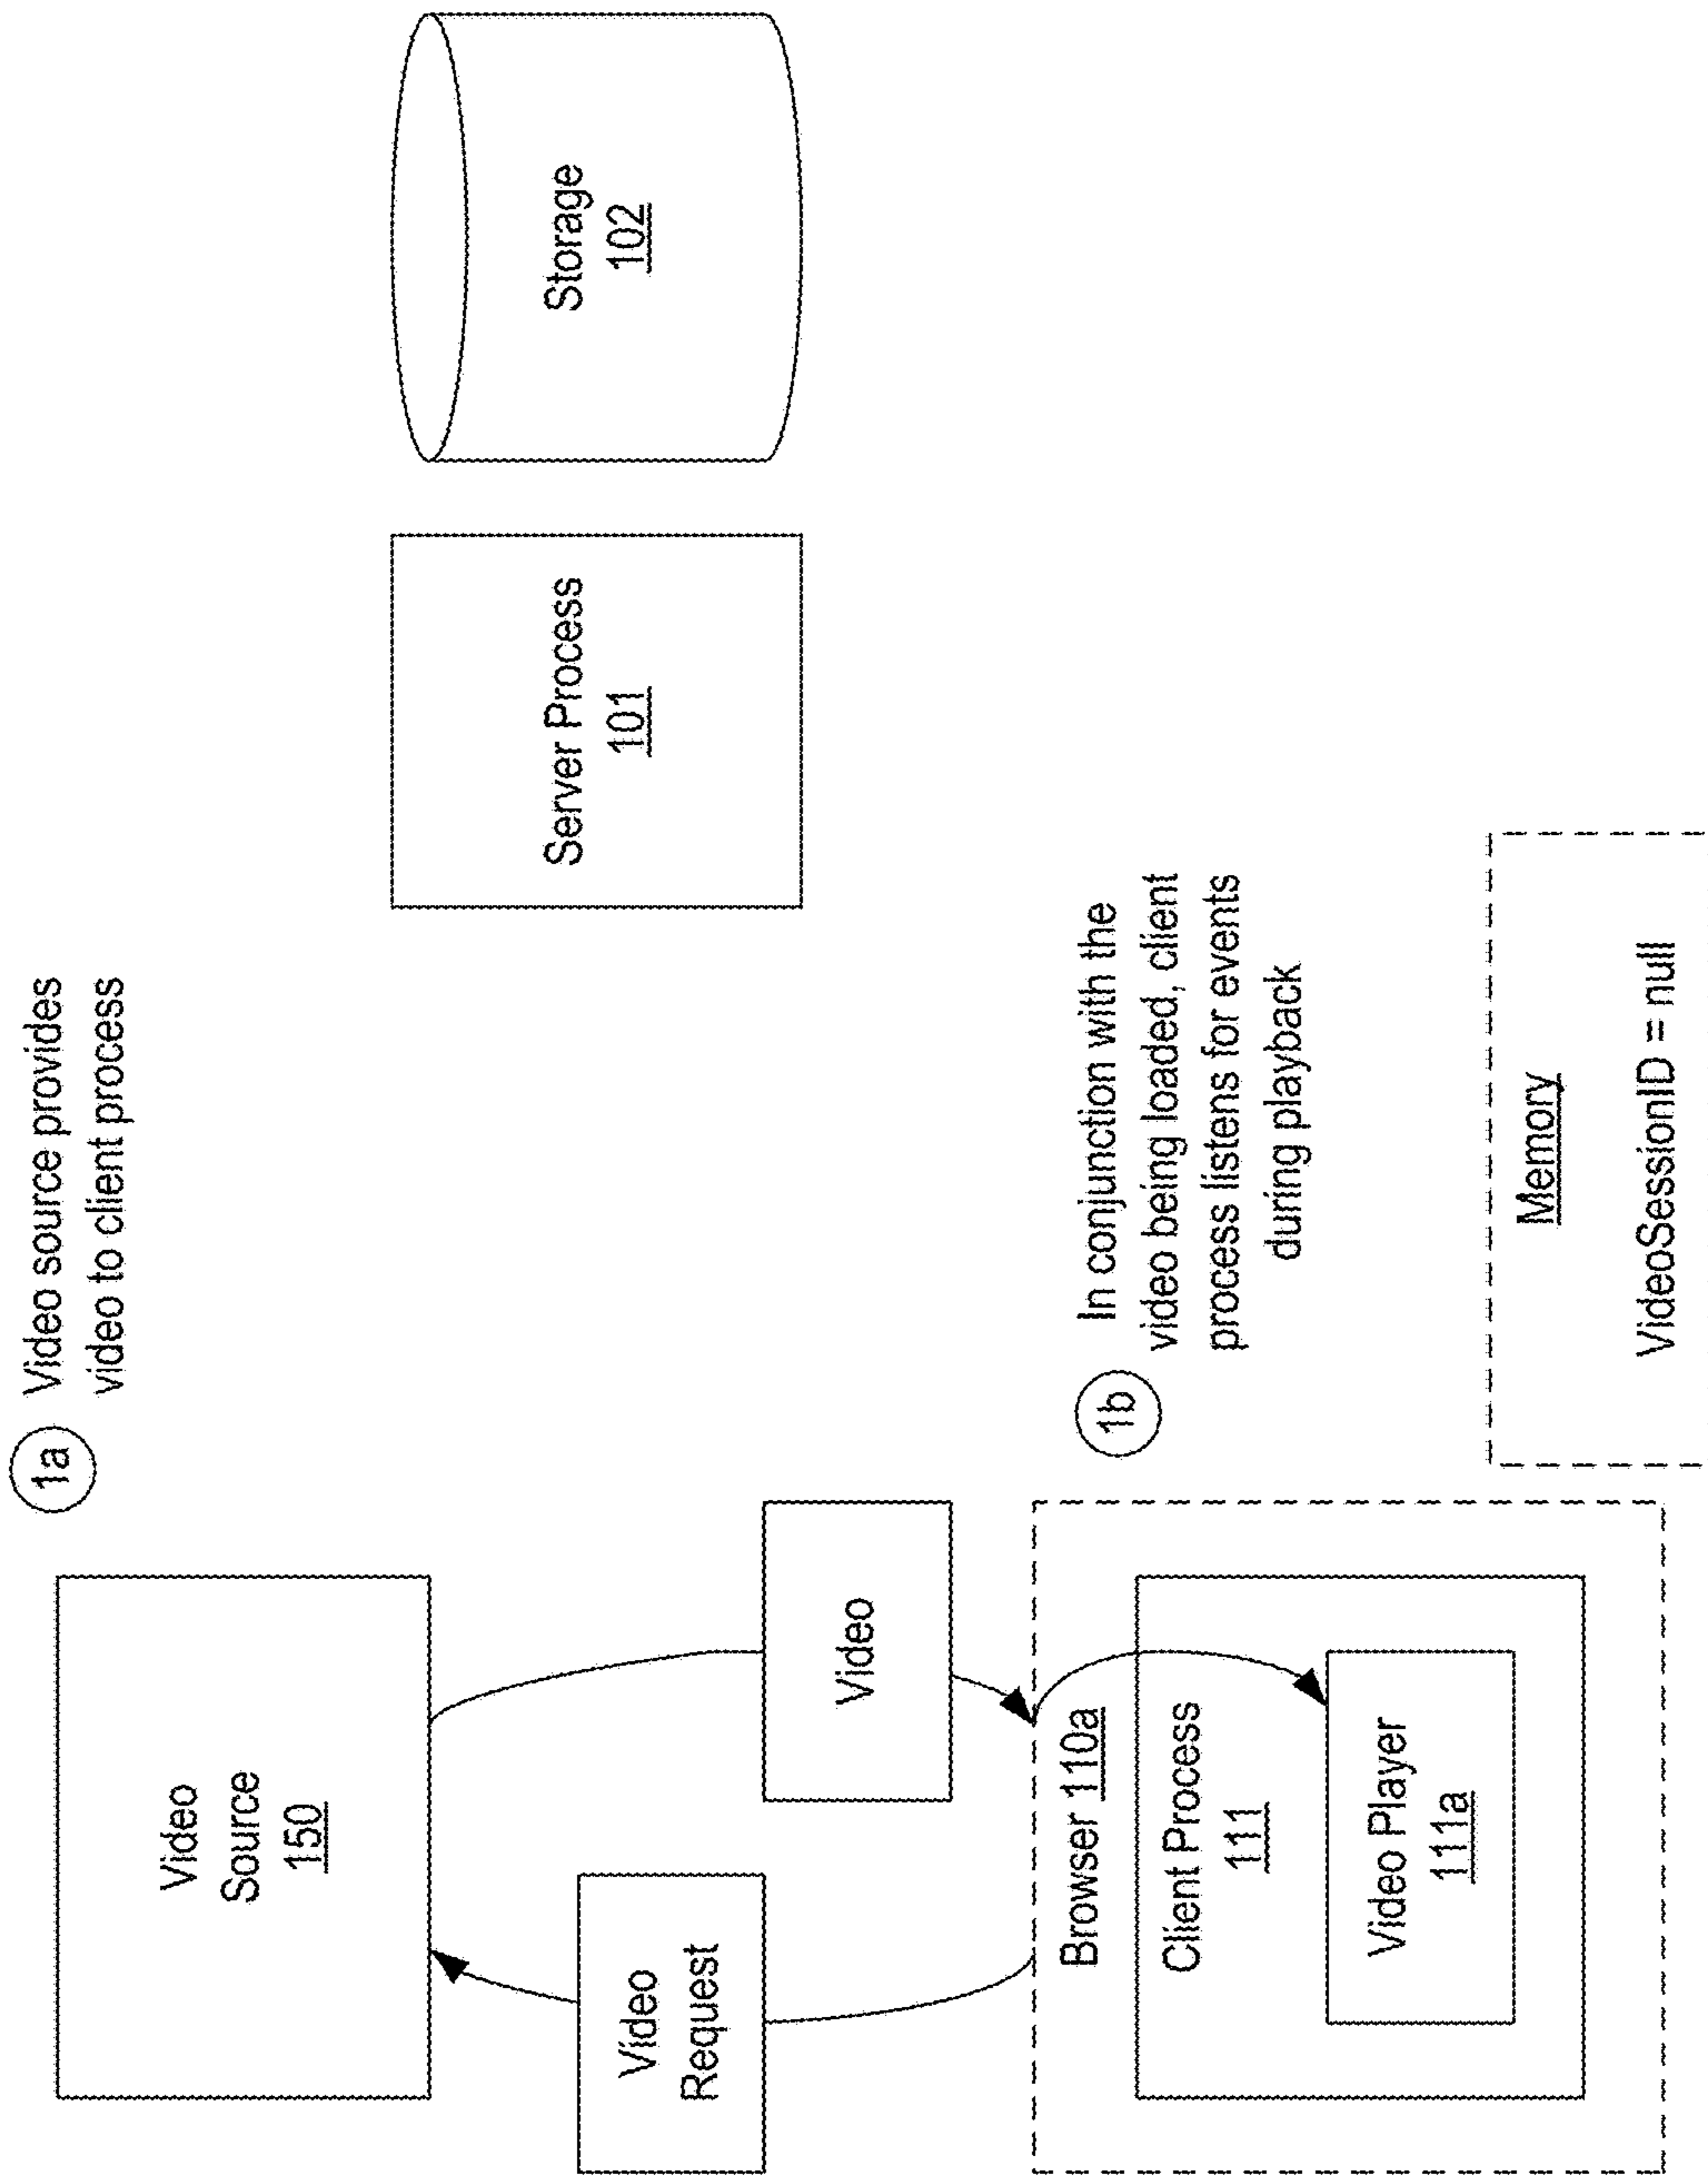 1a
Video source provides
video to client process
Video
Source
150
Video
Request
Video
Server Process
101
Storage
102
Browser 110a
Client Process
111
Video Player
111a
1b
In conjunction with the
video being loaded, client
process listens for events
during playback
Memory
VideoSessionID = null